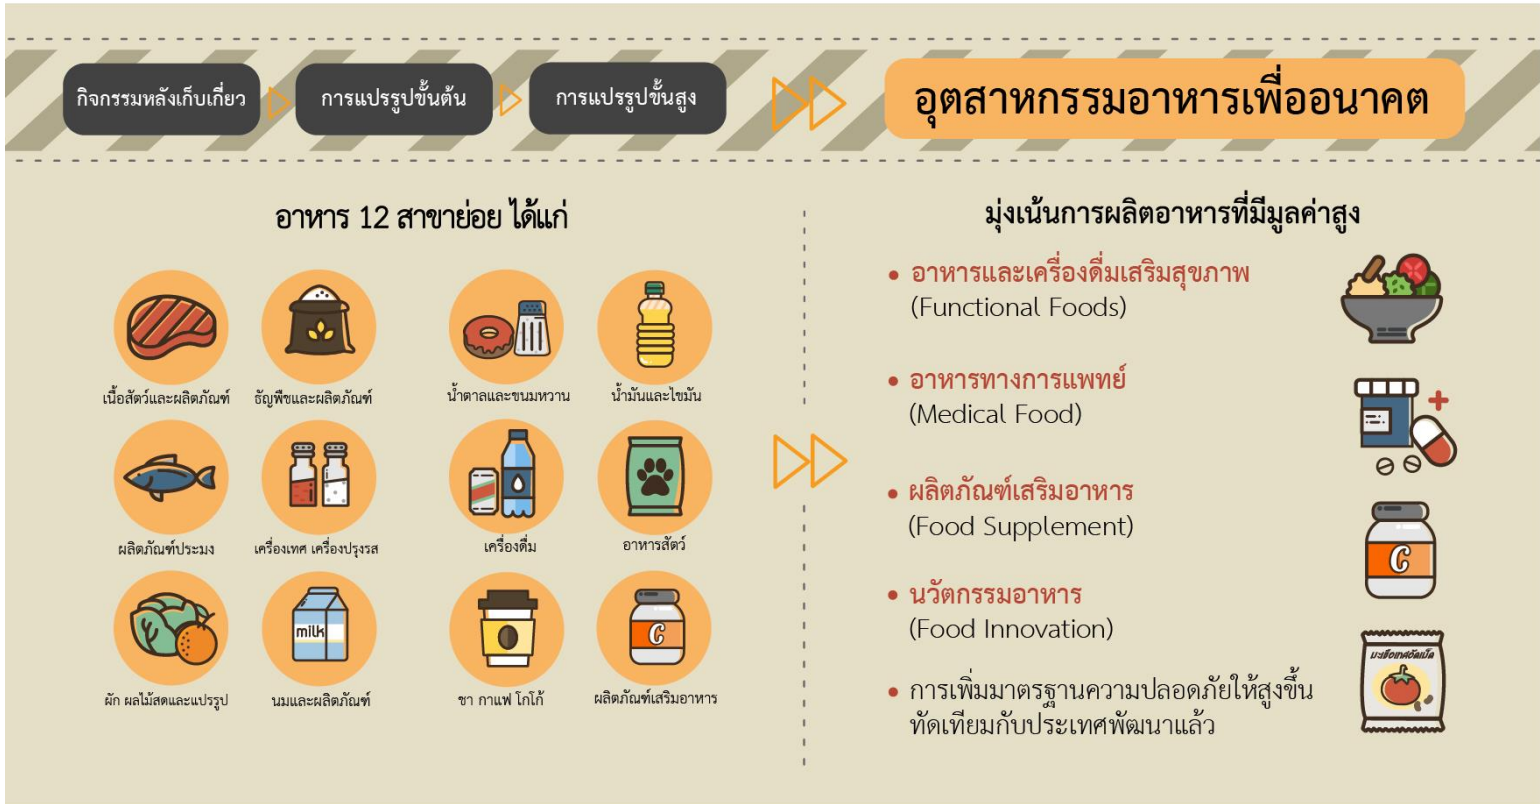 กิจกรรมหลังเก็บเกี่ยว
การแปรรูปขั้นต้น
การแปรรูปขั้นสูง
อุตสาหกรรมอาหารเพื่ออนาคต
อาหาร 12 สาขาย่อย ได้แก่
เนื้อสัตว์และผลิตภัณฑ์
ธัญพืชและผลิตภัณฑ์
น้ำตาลและขนมหวาน
น้ำมันและไขมัน
ผลิตภัณฑ์ประมง
เครื่องเทศ เครื่องปรุงรส
เครื่องดื่ม
อาหารสัตว์
milk
C
ผัก ผลไม้สดและแปรรูป
นมและผลิตภัณฑ์
ชา กาแฟ โกโก้
ผลิตภัณฑ์เสริมอาหาร
มุ่งเน้นการผลิตอาหารที่มีมูลค่าสูง
• อาหารและเครื่องดื่มเสริมสุขภาพ
(Functional Foods)
• อาหารทางการแพทย์
(Medical Food)
• ผลิตภัณฑ์เสริมอาหาร
(Food Supplement)
C
• นวัตกรรมอาหาร
(Food Innovation)
มะเขือเทศอัดเม็ด
• การเพิ่มมาตรฐานความปลอดภัยให้สูงขึ้น
ทัดเทียมกับประเทศพัฒนาแล้ว